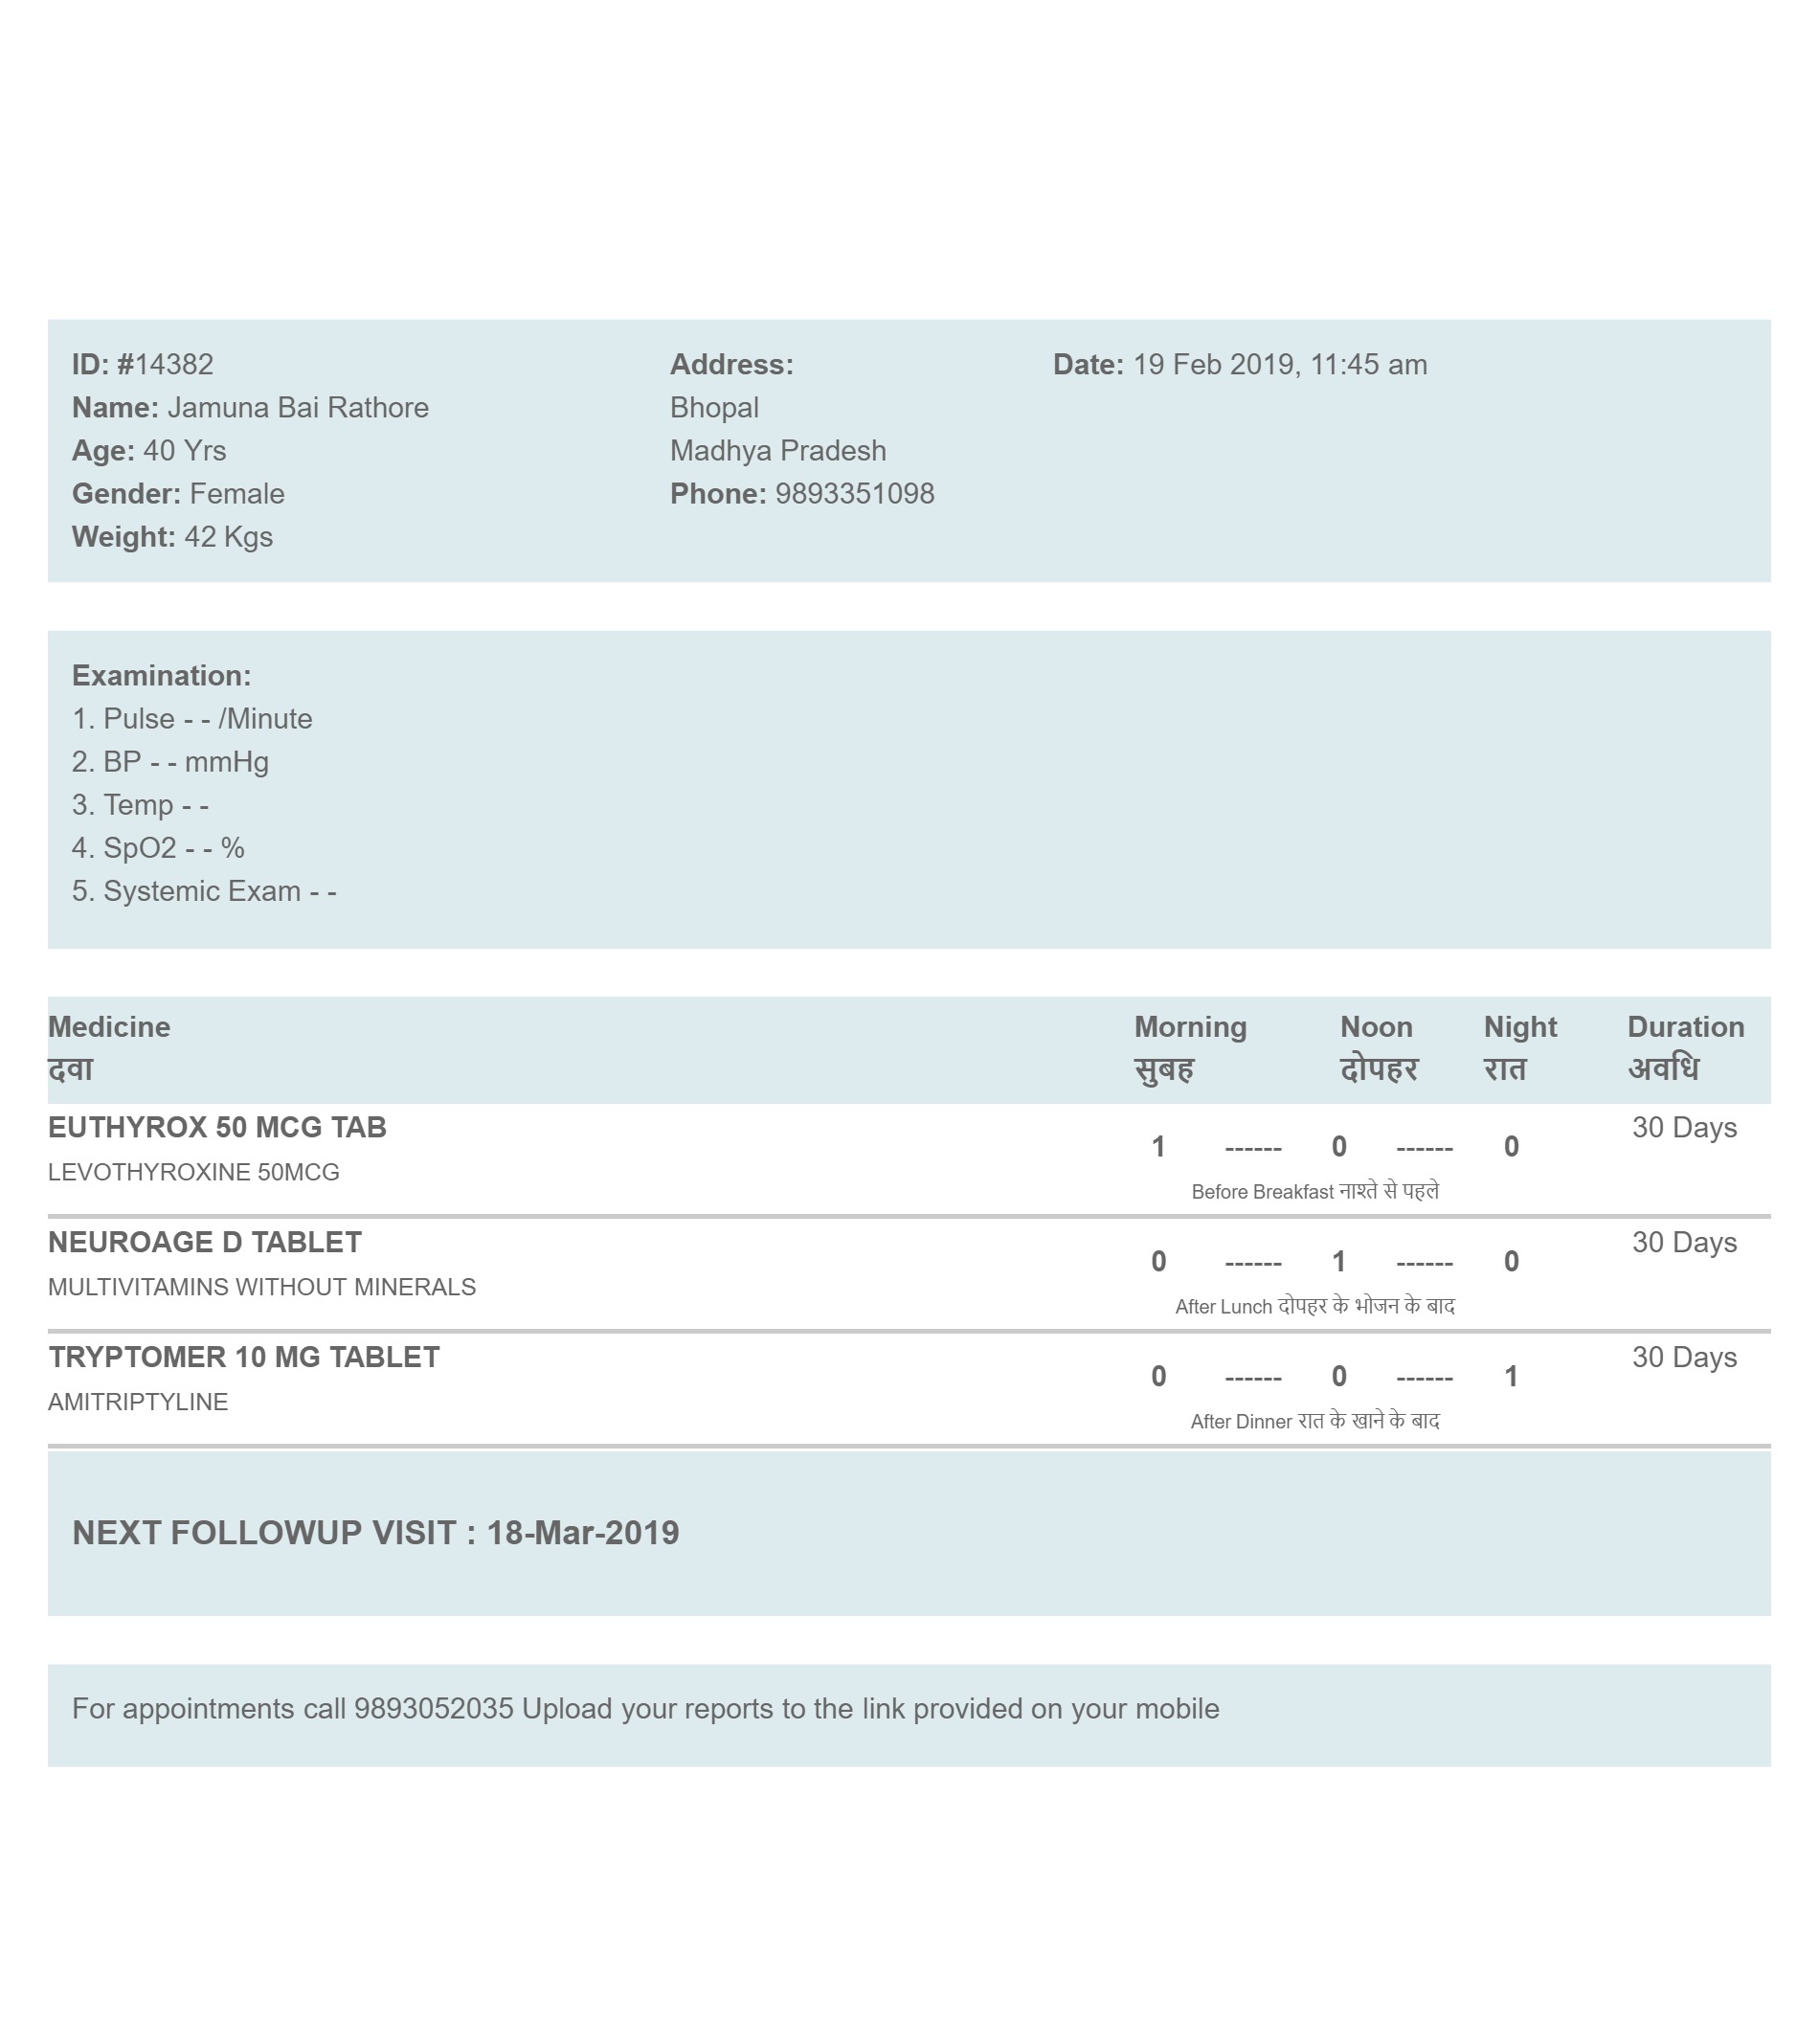 ID: #14382
Name: Jamuna Bai Rathore
Age: 40 Yrs
Gender: Female
Weight: 42 Kgs
Address:
Bhopal
Madhya Pradesh
Phone: 9893351098
Date: 19 Feb 2019, 11:45 am
Examination:
1. Pulse - - /Minute
2. BP - - mmHg
3. Temp - -
4. SpO2 - - %
5. Systemic Exam - -
Medicine Morning Noon Night Duration
दवा सुबह दोपहर रात अवधि
EUTHYROX 50 MCG TAB 1 ------ 0 ------ 0 30 Days
LEVOTHYROXINE 50MCG
Before Breakfast नाश्ते से पहले
NEUROAGE D TABLET 0 ------ 1 ------ 0 30 Days
MULTIVITAMINS WITHOUT MINERALS
After Lunch दोपहर के भोजन के बाद
TRYPTOMER 10 MG TABLET 0 ------ 0 ------ 1 30 Days
AMITRIPTYLINE
After Dinner रात के खाने के बाद
NEXT FOLLOWUP VISIT : 18-Mar-2019
For appointments call 9893052035 Upload your reports to the link provided on your mobile